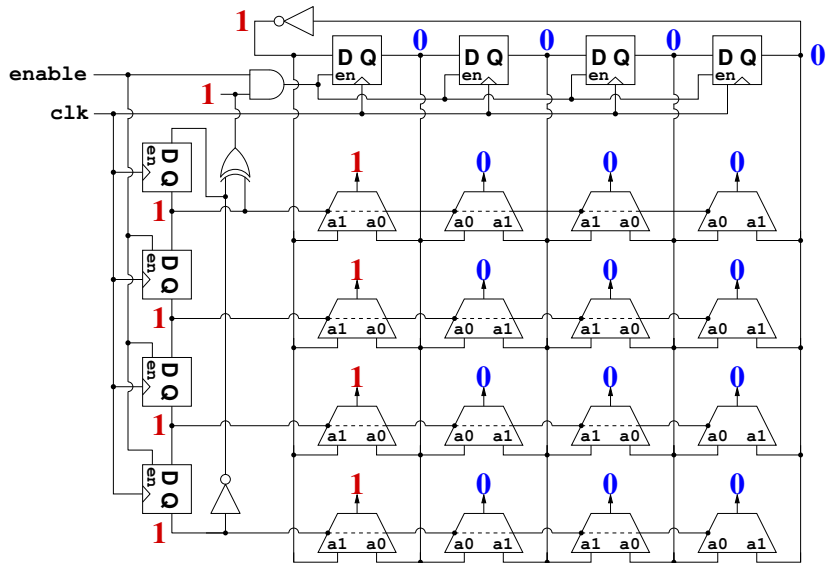 1 0 0 0 0
D Q D Q D Q D Q
en en en en
enable
1
clk
D Q en
1 0 0 0
1 a1 a0 a0 a1 a0 a1 a0 a1
D Q en
1 0 0 0
1 a1 a0 a0 a1 a0 a1 a0 a1
D Q en
1 0 0 0
1 a1 a0 a0 a1 a0 a1 a0 a1
D Q en
1 0 0 0
1 a1 a0 a0 a1 a0 a1 a0 a1